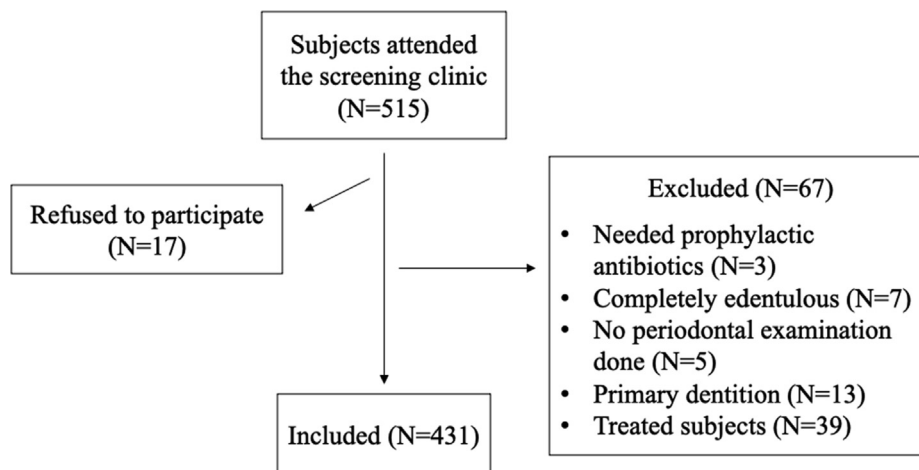 Subjects attended
the screening clinic
(N=515)
Refused to participate
(N=17)
Excluded (N=67)
• Needed prophylactic
antibiotics (N=3)
• Completely edentulous (N=7)
• No periodontal examination
done (N=5)
• Primary dentition (N=13)
• Treated subjects (N=39)
Included (N=431)